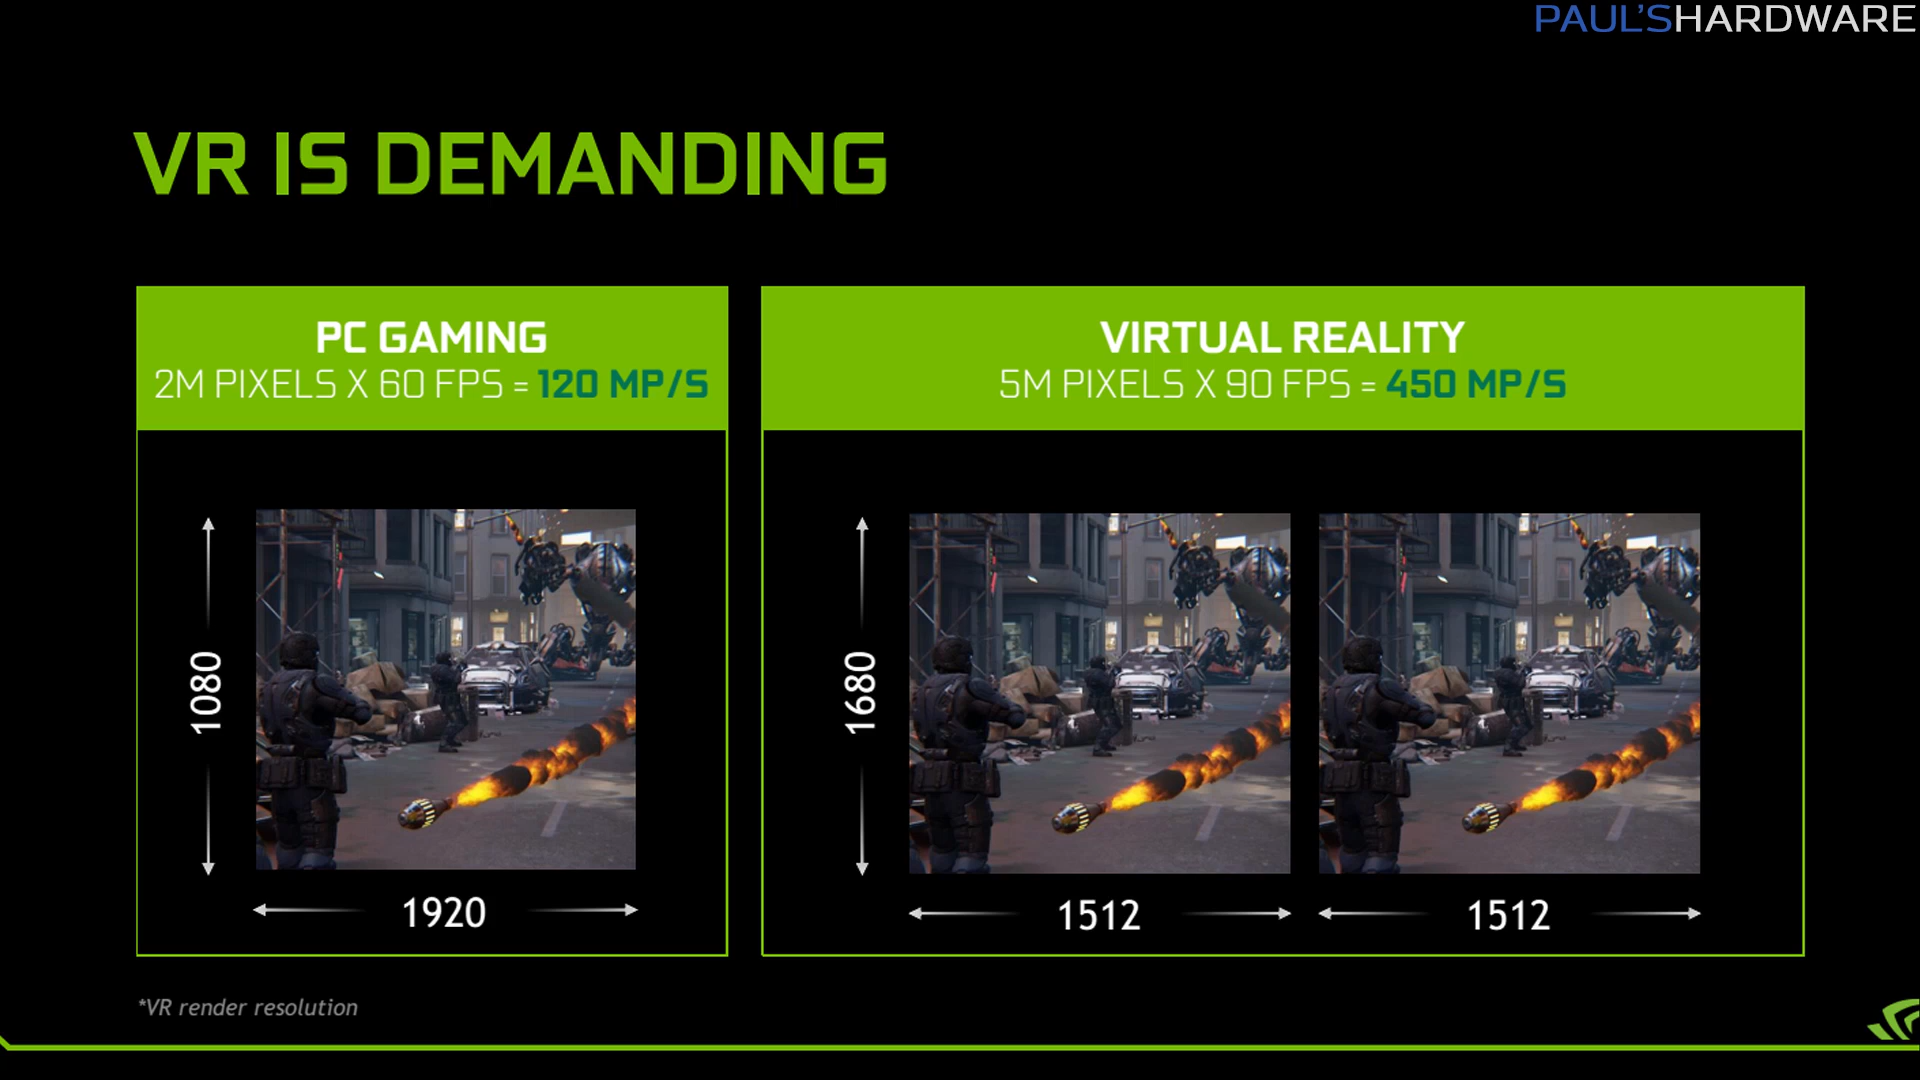 PAUL'SHARDWARE
VR IS DEMANDING
PC GAMING
2M PIXELS X 60 FPS = 120 MP/S
1080
1920
VIRTUAL REALITY
5M PIXELS X 90 FPS = 450 MP/S
1680
1512
1512
*VR render resolution